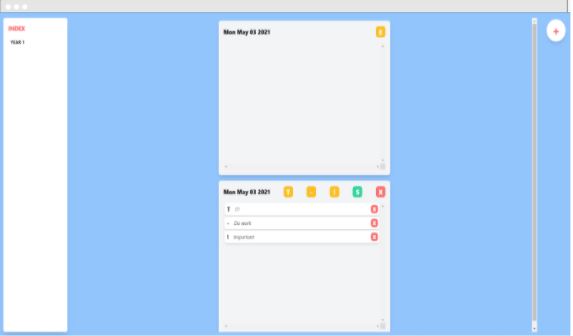 INDEX
YEAR 1
+
Mon May 03 2021
Mon May 03 2021
T
-
!
S
X
T
X
- Do work
X
! Important
X